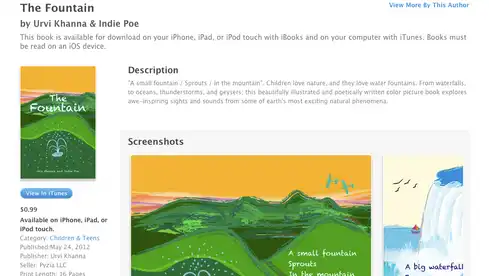 The Fountain
View More By This Author
by Urvi Khanna & Indie Poe
This book is available for download on your iPhone, iPad, or iPod touch with iBooks and on your computer with iTunes. Books must
be read on an iOS device.
Description
"A small fountain / Sprouts / In the mountain". Children love nature, and they love water fountains. From waterfalls,
to oceans, thunderstorms, and geysers; this beautifully illustrated and poetically written color picture book explores
awe-inspiring sights and sounds from some of earth's most exciting natural phenomena.
The
Fountain
Urvi Khanna and Indie Poe
View In iTunes
$0.99
Available on iPhone, iPad, or
iPod touch.
Category: Children & Teens
Published: May 24, 2012
Publisher: Urvi Khanna
Print Length: 16 Pages
Screenshots
A small fountain
Sprouts
In the mountain
A big waterfall